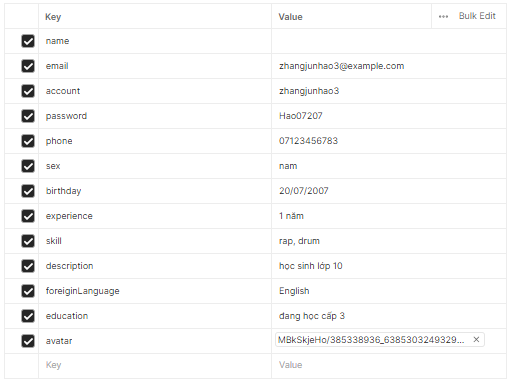 Key Value ••• Bulk Edit
name
email zhangjunhao3@example.com
account zhangjunhao3
password Hao07207
phone 07123456783
sex nam
birthday 20/07/2007
experience 1 năm
skill rap, drum
description học sinh lớp 10
foreiginLanguage English
education đang học cấp 3
avatar MBkSkjeHo/385338936_6385303249329... ×
Key Value